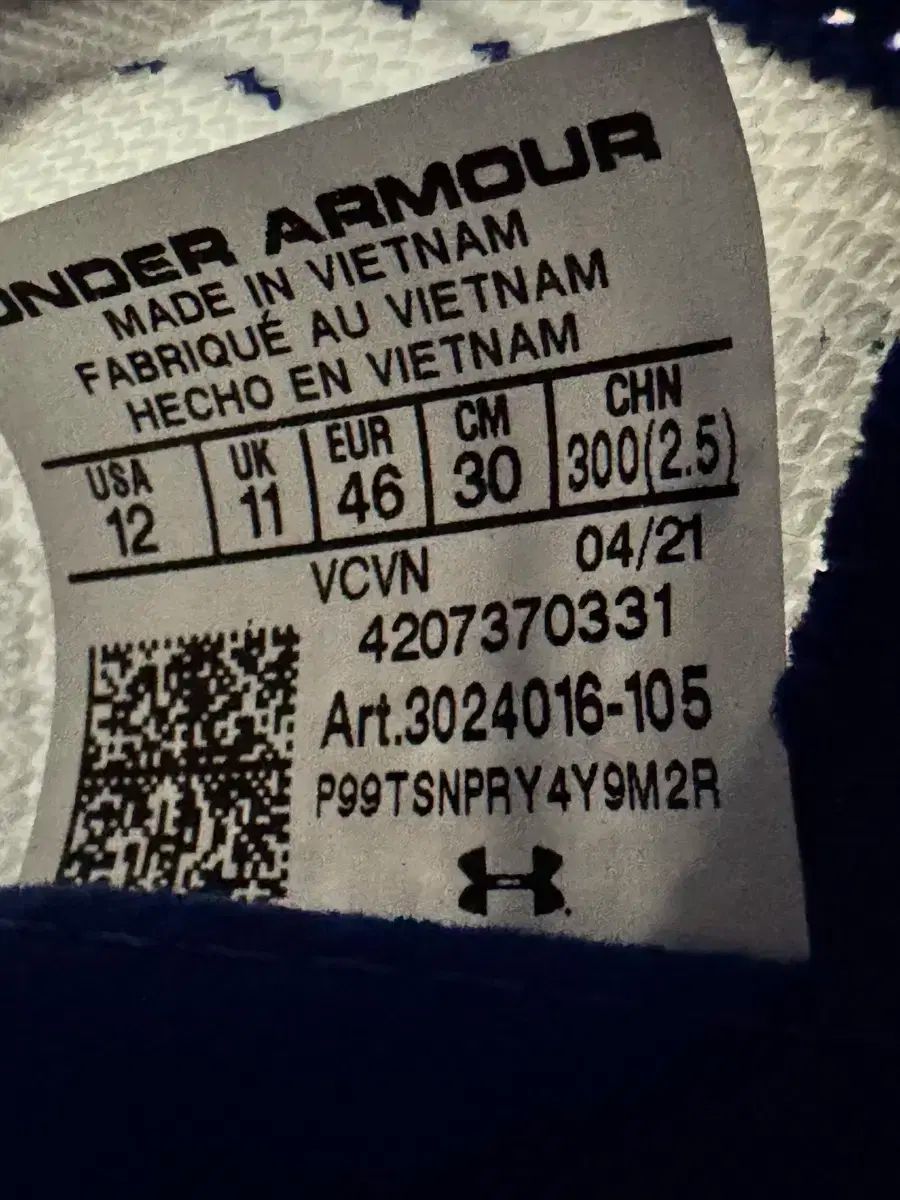 UNDER ARMOUR
MADE IN VIETNAM
FABRIQUÉ AU VIETNAM
HECHO EN VIETNAM
USA UK EUR CM CHN
12 11 46 30 300(2.5)
VCVN 04/21
4207370331
Art.3024016-105
P99TSNPRY4Y9M2R